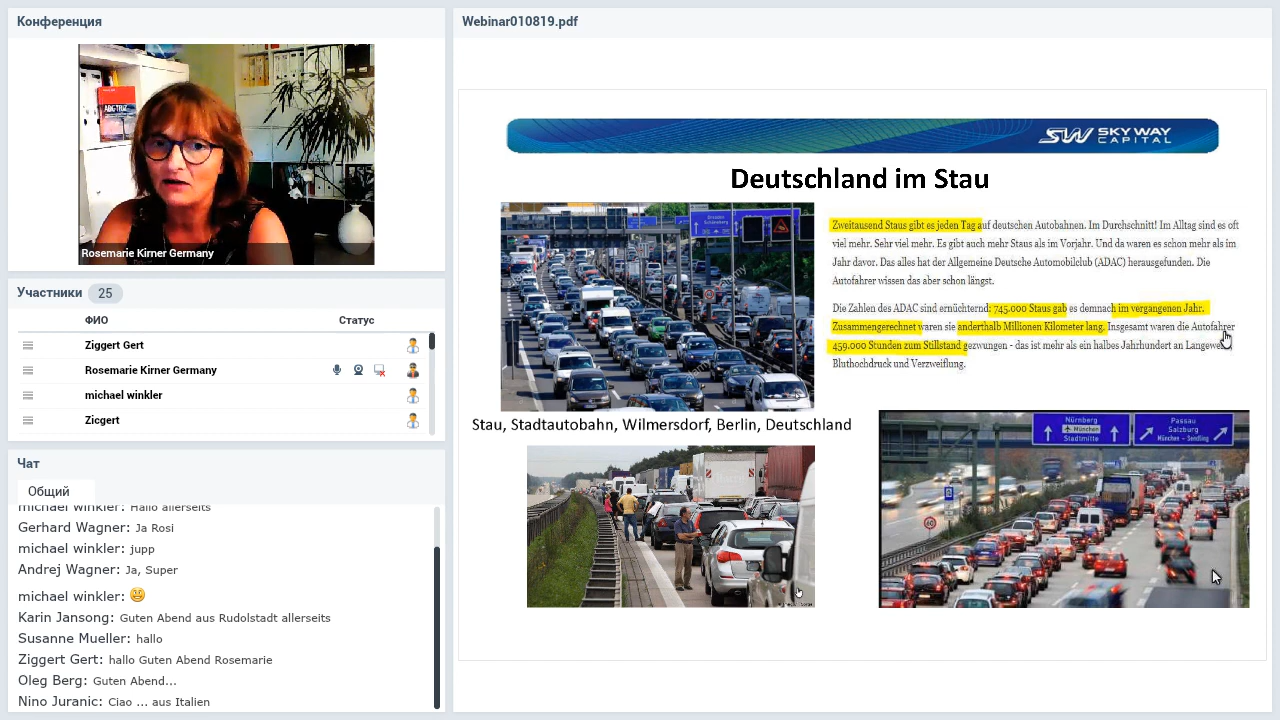 Конференция
Rosemarie Kirner Germany
Участники 25
ФИО Статус
Ziggert Gert
Rosemarie Kirner Germany
michael winkler
Zicgert
Чат
Общий
michael winkler: Hallo allerseits
Gerhard Wagner: Ja Rosi
michael winkler: jupp
Andrej Wagner: Ja, Super
michael winkler:
Karin Jansong: Guten Abend aus Rudolstadt allerseits
Susanne Mueller: hallo
Ziggert Gert: hallo Guten Abend Rosemarie
Oleg Berg: Guten Abend...
Nino Juranic: Ciao ... aus Italien
Webinar010819.pdf
SW SKY WAY
CAPITAL
Deutschland im Stau
Zweitausend Staus gibt es jeden Tag auf deutschen Autobahnen. Im Durchschnitt! Im Alltag sind es oft
viel mehr. Sehr viel mehr. Es gibt auch mehr Staus als im Vorjahr. Und da waren es schon mehr als im
Jahr davor. Das alles hat der Allgemeine Deutsche Automobilclub (ADAC) herausgefunden. Die
Autofahrer wissen das aber schon längst.
Die Zahlen des ADAC sind ernüchternd: 745.000 Staus gab es demnach im vergangenen Jahr.
Zusammengerechnet waren sie anderthalb Millionen Kilometer lang. Insgesamt waren die Autofahrer
459.000 Stunden zum Stillstand gezwungen - das ist mehr als ein halbes Jahrhundert an Langeweile,
Bluthochdruck und Verzweiflung.
Stau, Stadtautobahn, Wilmersdorf, Berlin, Deutschland
Nürnberg
München
Stadtmitte
Passau
Salzburg
München - Sendling